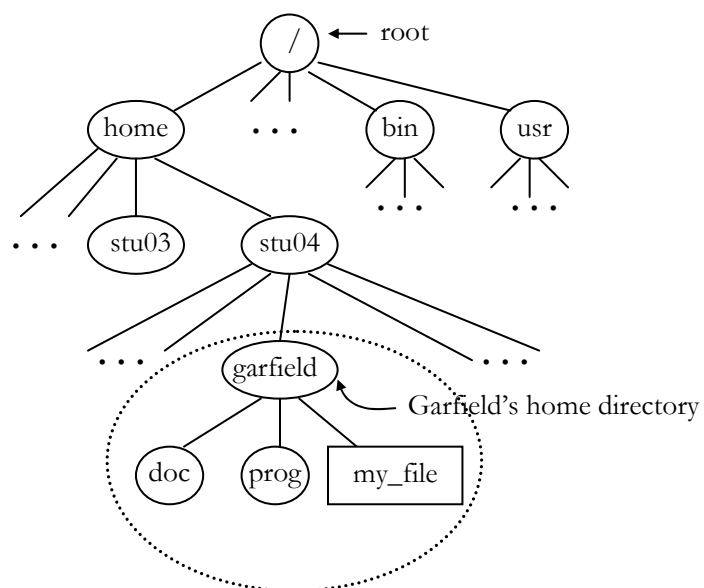 / root
home . . . bin usr
. . . . . .
. . . stu03 stu04
. . . . . .
garfield
Garfield's home directory
doc prog my_file